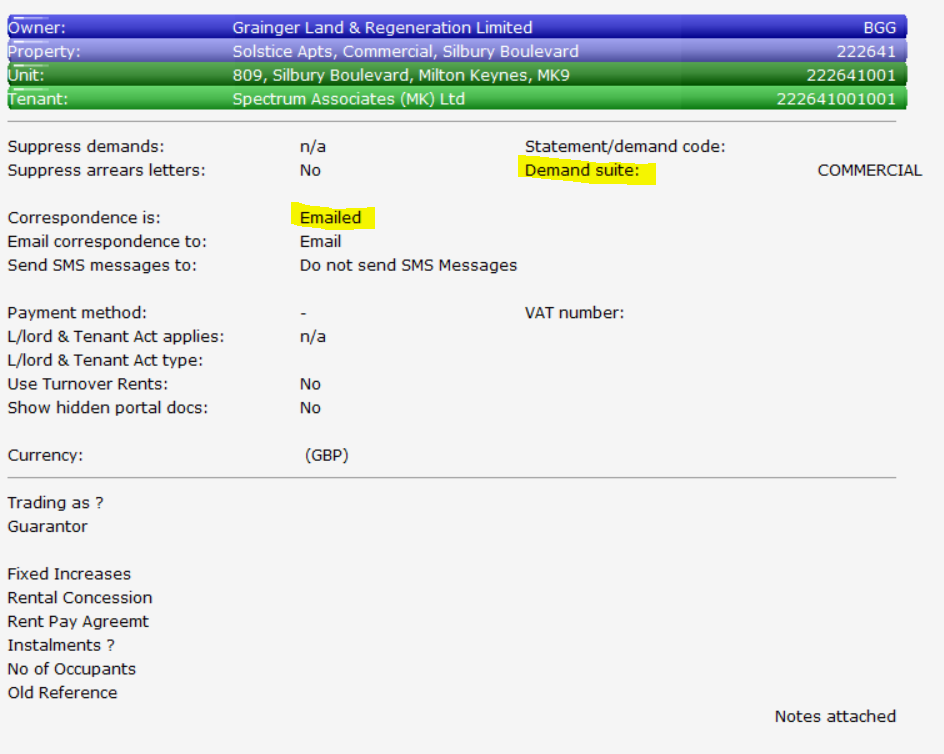 Owner: Grainger Land & Regeneration Limited BGG
Property: Solstice Apts, Commercial, Silbury Boulevard 222641
Unit: 809, Silbury Boulevard, Milton Keynes, MK9 222641001
Tenant: Spectrum Associates (MK) Ltd 222641001001
Suppress demands: n/a Statement/demand code:
Suppress arrears letters: No Demand suite: COMMERCIAL
Correspondence is: Emailed
Email correspondence to: Email
Send SMS messages to: Do not send SMS Messages
Payment method: - VAT number:
L/lord & Tenant Act applies: n/a
L/lord & Tenant Act type:
Use Turnover Rents: No
Show hidden portal docs: No
Currency: (GBP)
Trading as ?
Guarantor
Fixed Increases
Rental Concession
Rent Pay Agreemt
Instalments ?
No of Occupants
Old Reference
Notes attached